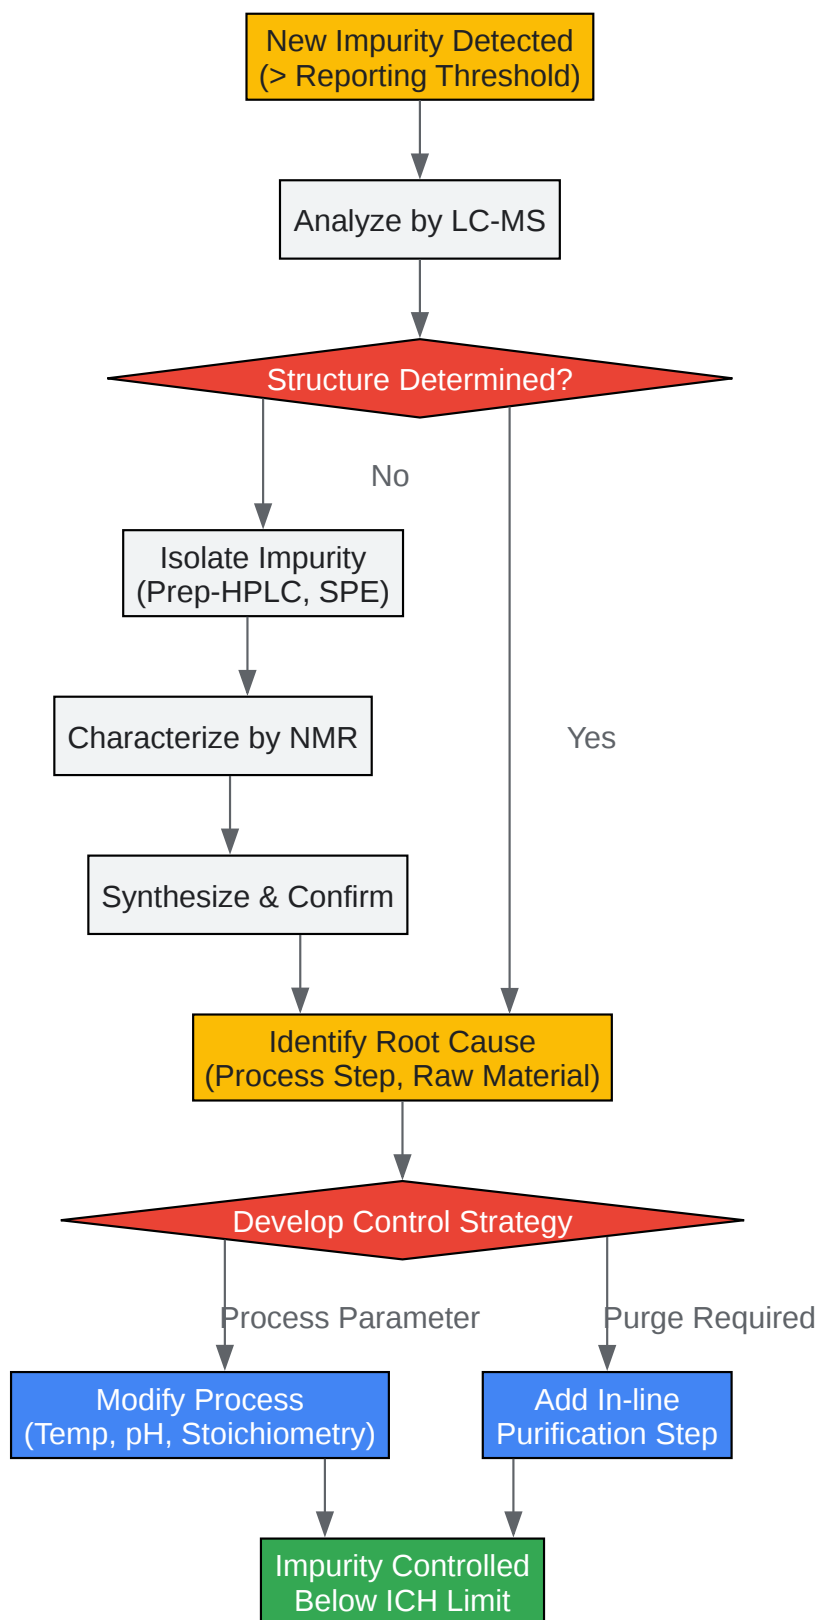 New Impurity Detected
(> Reporting Threshold)
Analyze by LC-MS
Structure Determined?
No
Isolate Impurity
(Prep-HPLC, SPE)
Characterize by NMR
Yes
Synthesize & Confirm
Identify Root Cause
(Process Step, Raw Material)
Develop Control Strategy
Process Parameter
Purge Required
Modify Process
(Temp, pH, Stoichiometry)
Add In-line
Purification Step
Impurity Controlled
Below ICH Limit